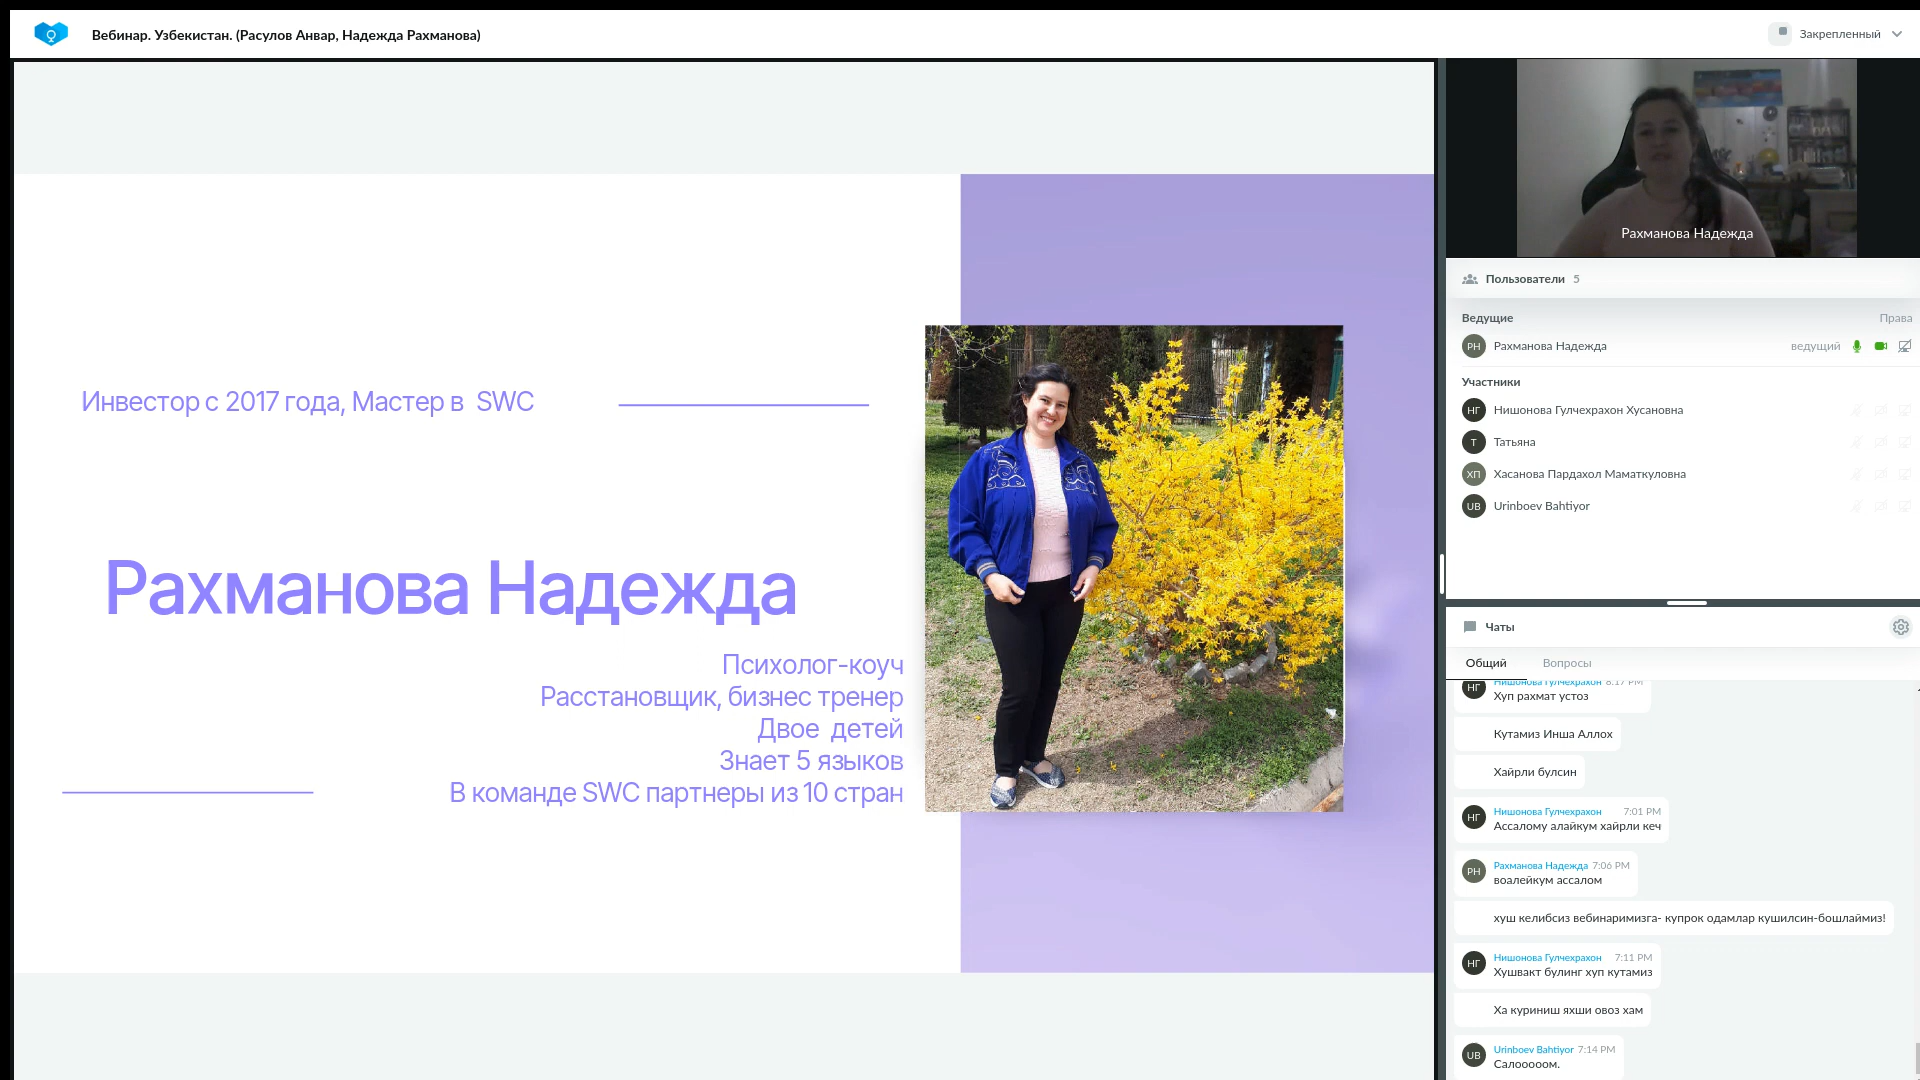 Вебинар. Узбекистан. (Расулов Анвар, Надежда Рахманова)
Закрепленный
Инвестор с 2017 года, Мастер в SWC
Рахманова Надежда
Психолог-коуч
Расстановщик, бизнес тренер
Двое детей
Знает 5 языков
В команде SWC партнеры из 10 стран
Рахманова Надежда
Пользователи 5
Ведущие Права
РН Рахманова Надежда ведущий
Участники
НГ Нишонова Гулчехрахон Хусановна
Т Татьяна
ХП Хасанова Пардахол Маматкуловна
UB Urinboev Bahtiyor
Чаты
Общий Вопросы
НГ Нишонова Гулчехрахон 6:17 PM
Хуп рахмат устоз
Кутамиз Инша Аллох
Хайрли булсин
НГ Нишонова Гулчехрахон 7:01 PM
Ассалому алайкум хайрли кеч
РН Рахманова Надежда 7:06 PM
воалейкум ассалом
хуш келибсиз вебинаримизга- купрок одамлар кушилсин-бошлаймиз!
НГ Нишонова Гулчехрахон 7:11 PM
Хушвакт булинг хуп кутамиз
Ха куриниш яхши овоз хам
UB Urinboev Bahtiyor 7:14 PM
Салооооом.